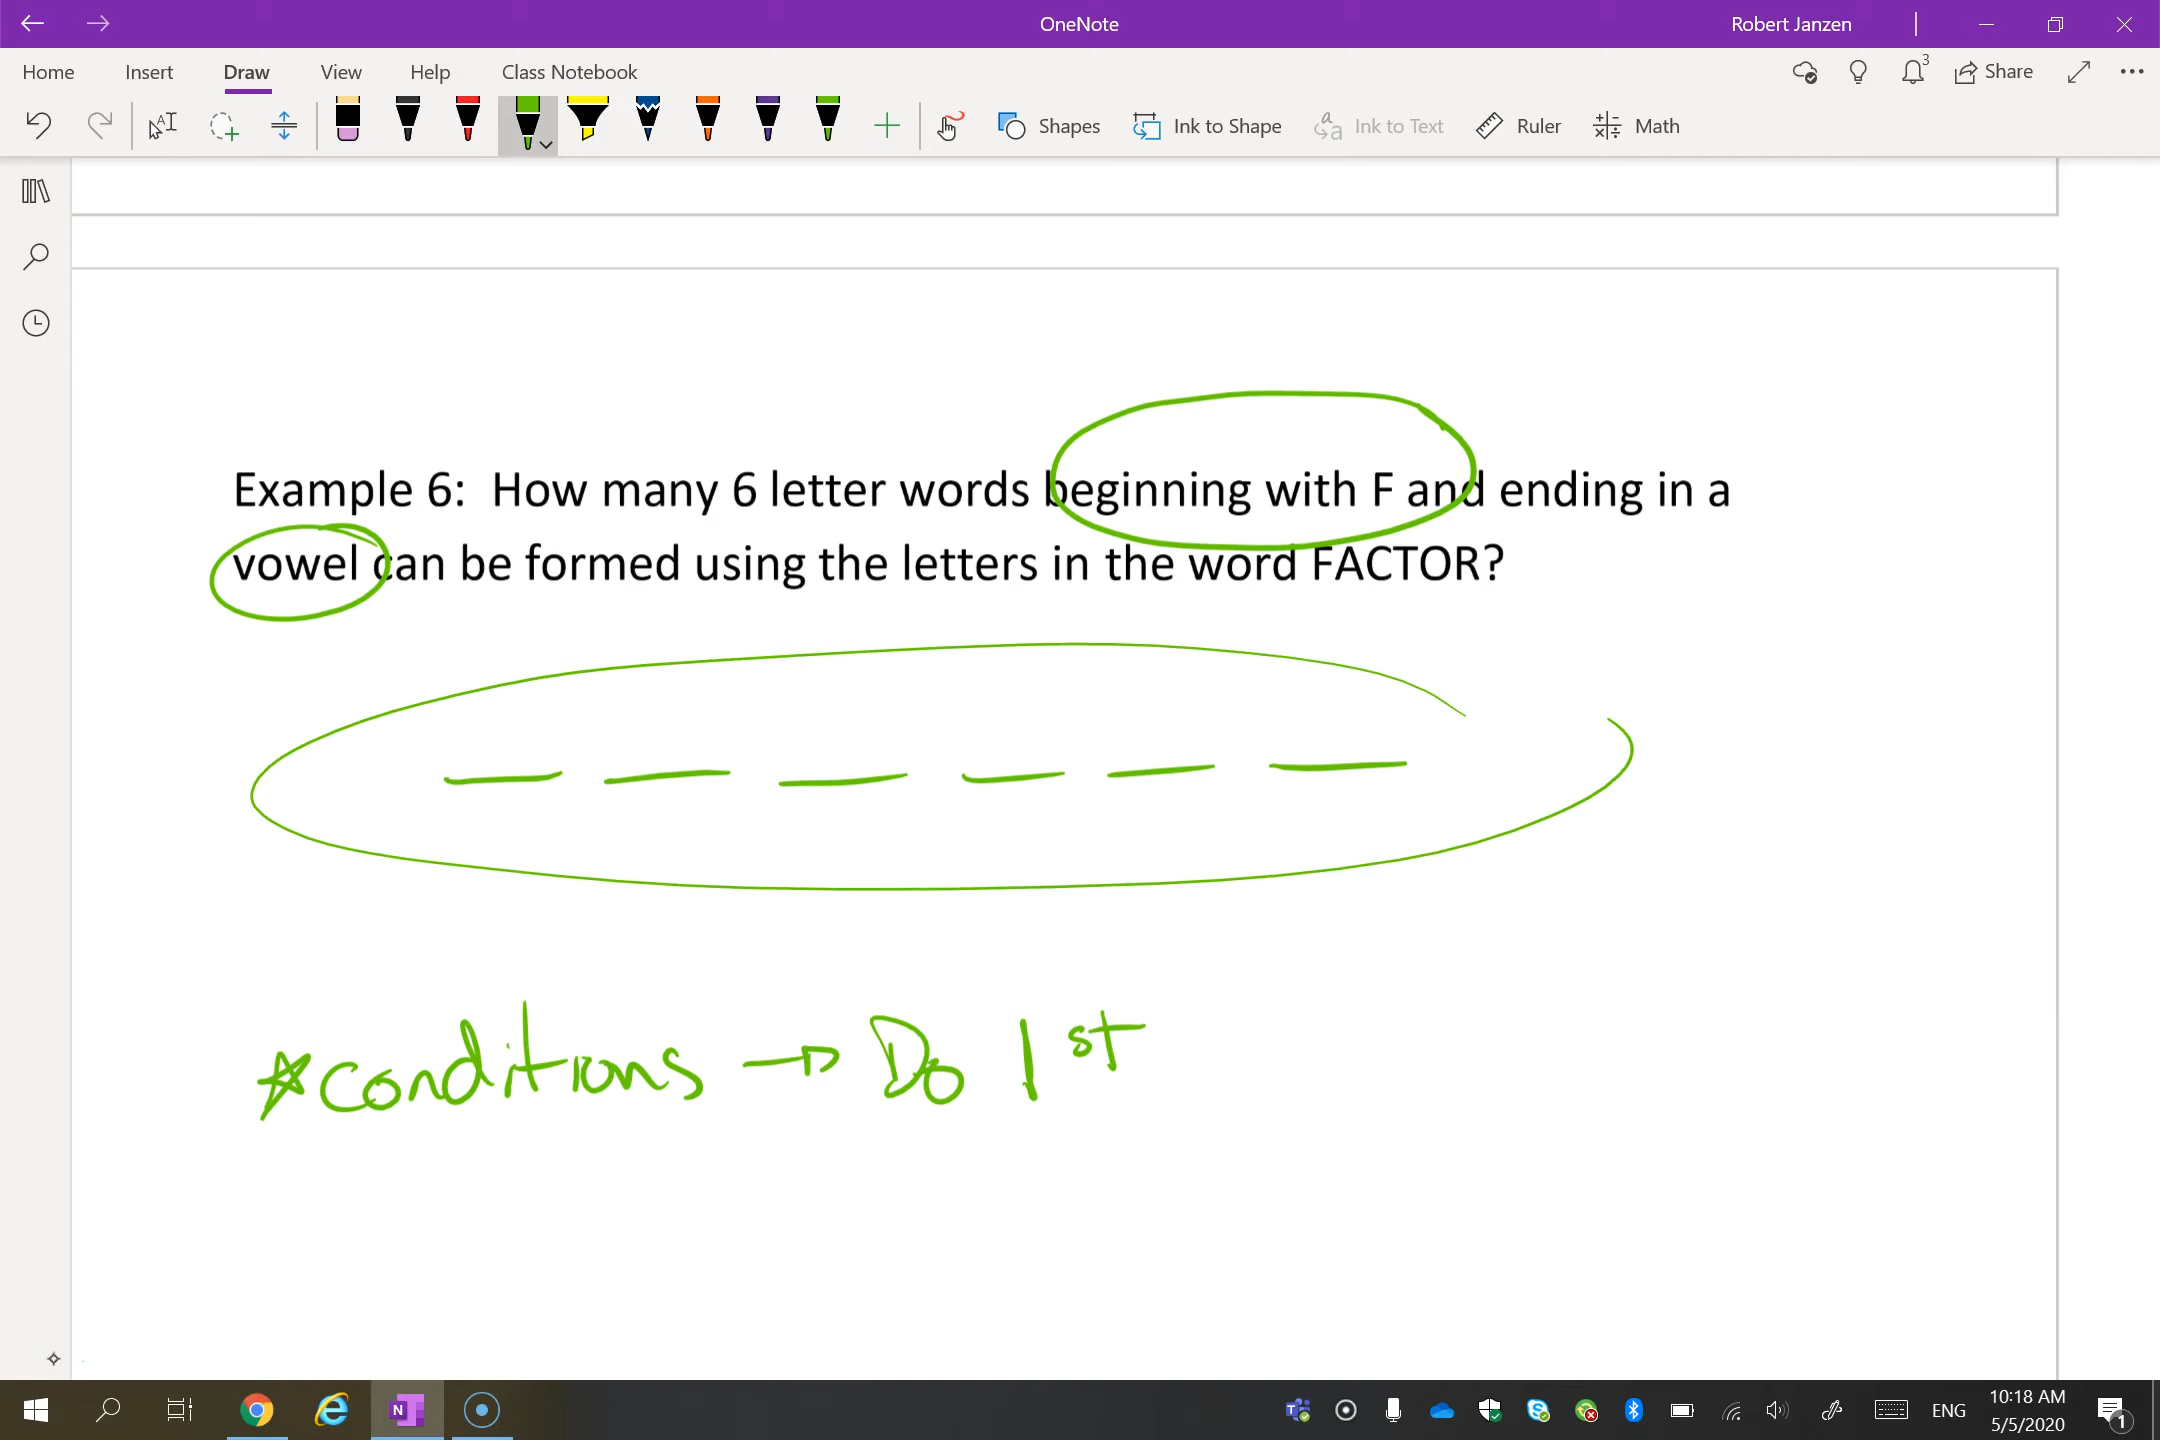 OneNote
Robert Janzen
Home Insert Draw View Help Class Notebook
3
Share
Shapes Ink to Shape Ink to Text Ruler Math
Example 6: How many 6 letter words beginning with F and ending in a
vowel can be formed using the letters in the word FACTOR?
conditions → Do 1st
ENG
10:18 AM
5/5/2020
1